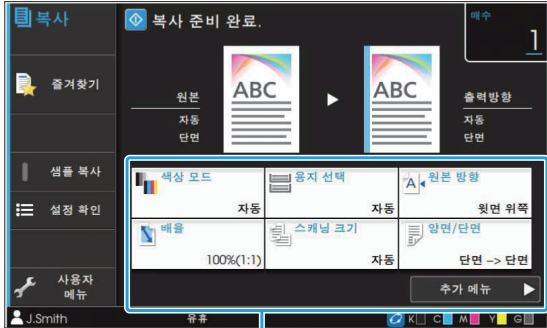 복사
복사 준비 완료.
매수
1
즐겨찾기
원본
자동
단면
ABC
ABC
출력방향
자동
단면
샘플 복사
설정 확인
색상 모드
자동
용지 선택
자동
원본 방향
A
윗면 위쪽
배율
100%(1:1)
스캐닝 크기
자동
양면/단면
단면 –> 단면
추가 메뉴
사용자
메뉴
J.Smith
유휴
K C M Y G